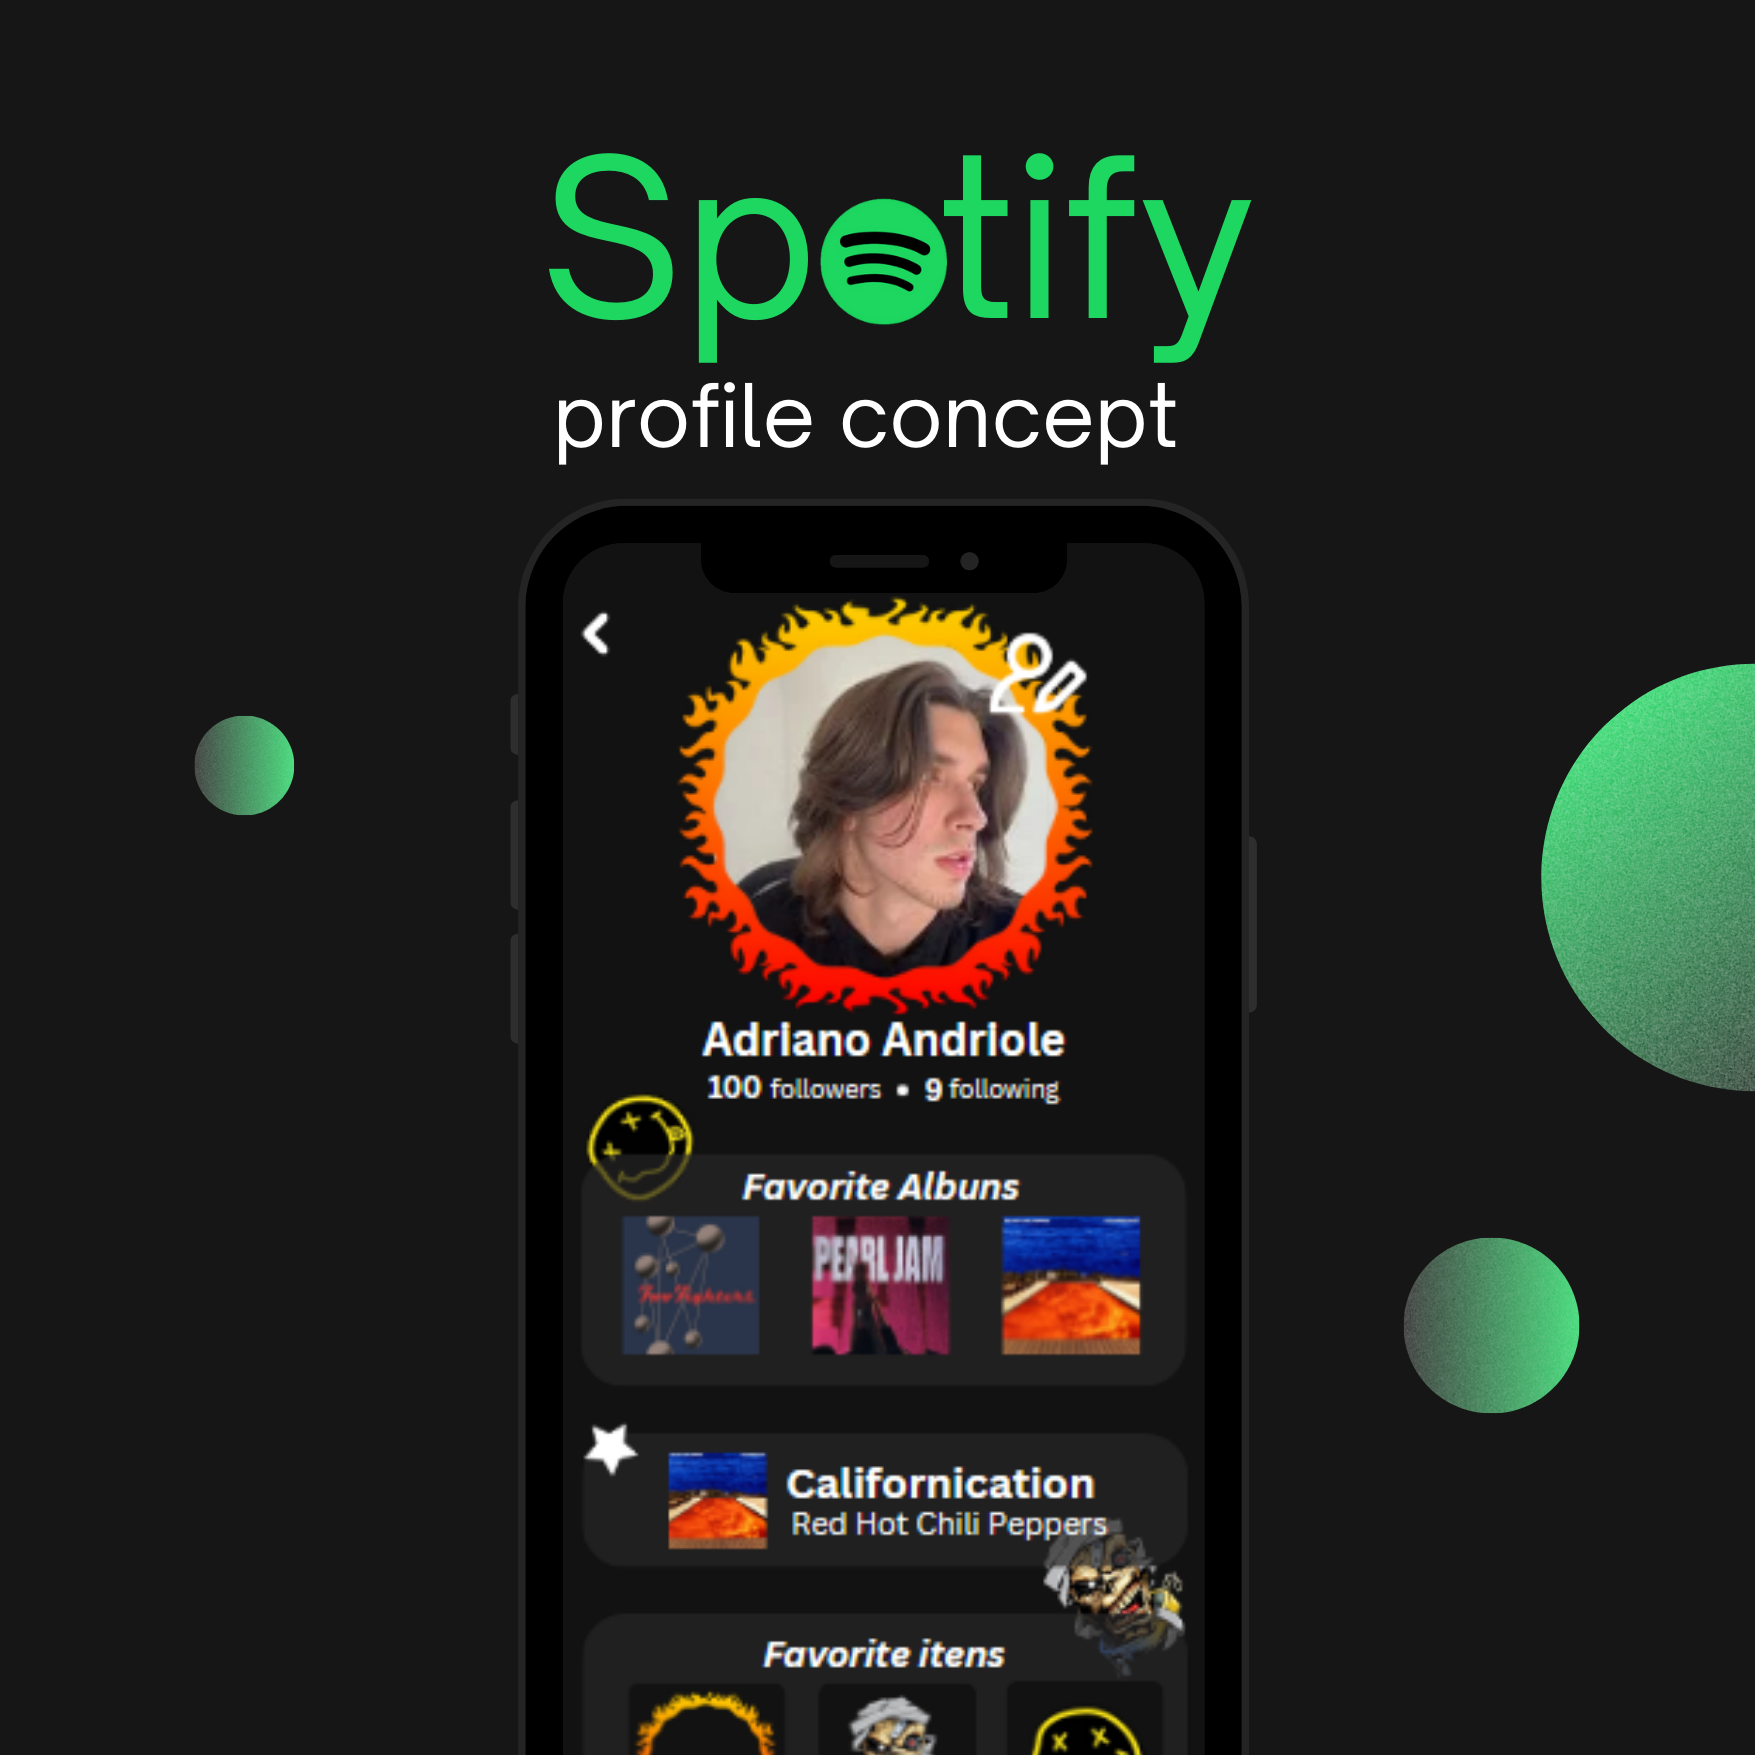 Spotify
profile concept
Adriano Andriole
100 followers • 9 following
Favorite Albuns
Foo Fighters
PEARL JAM
Californication
Red Hot Chili Peppers
Favorite itens